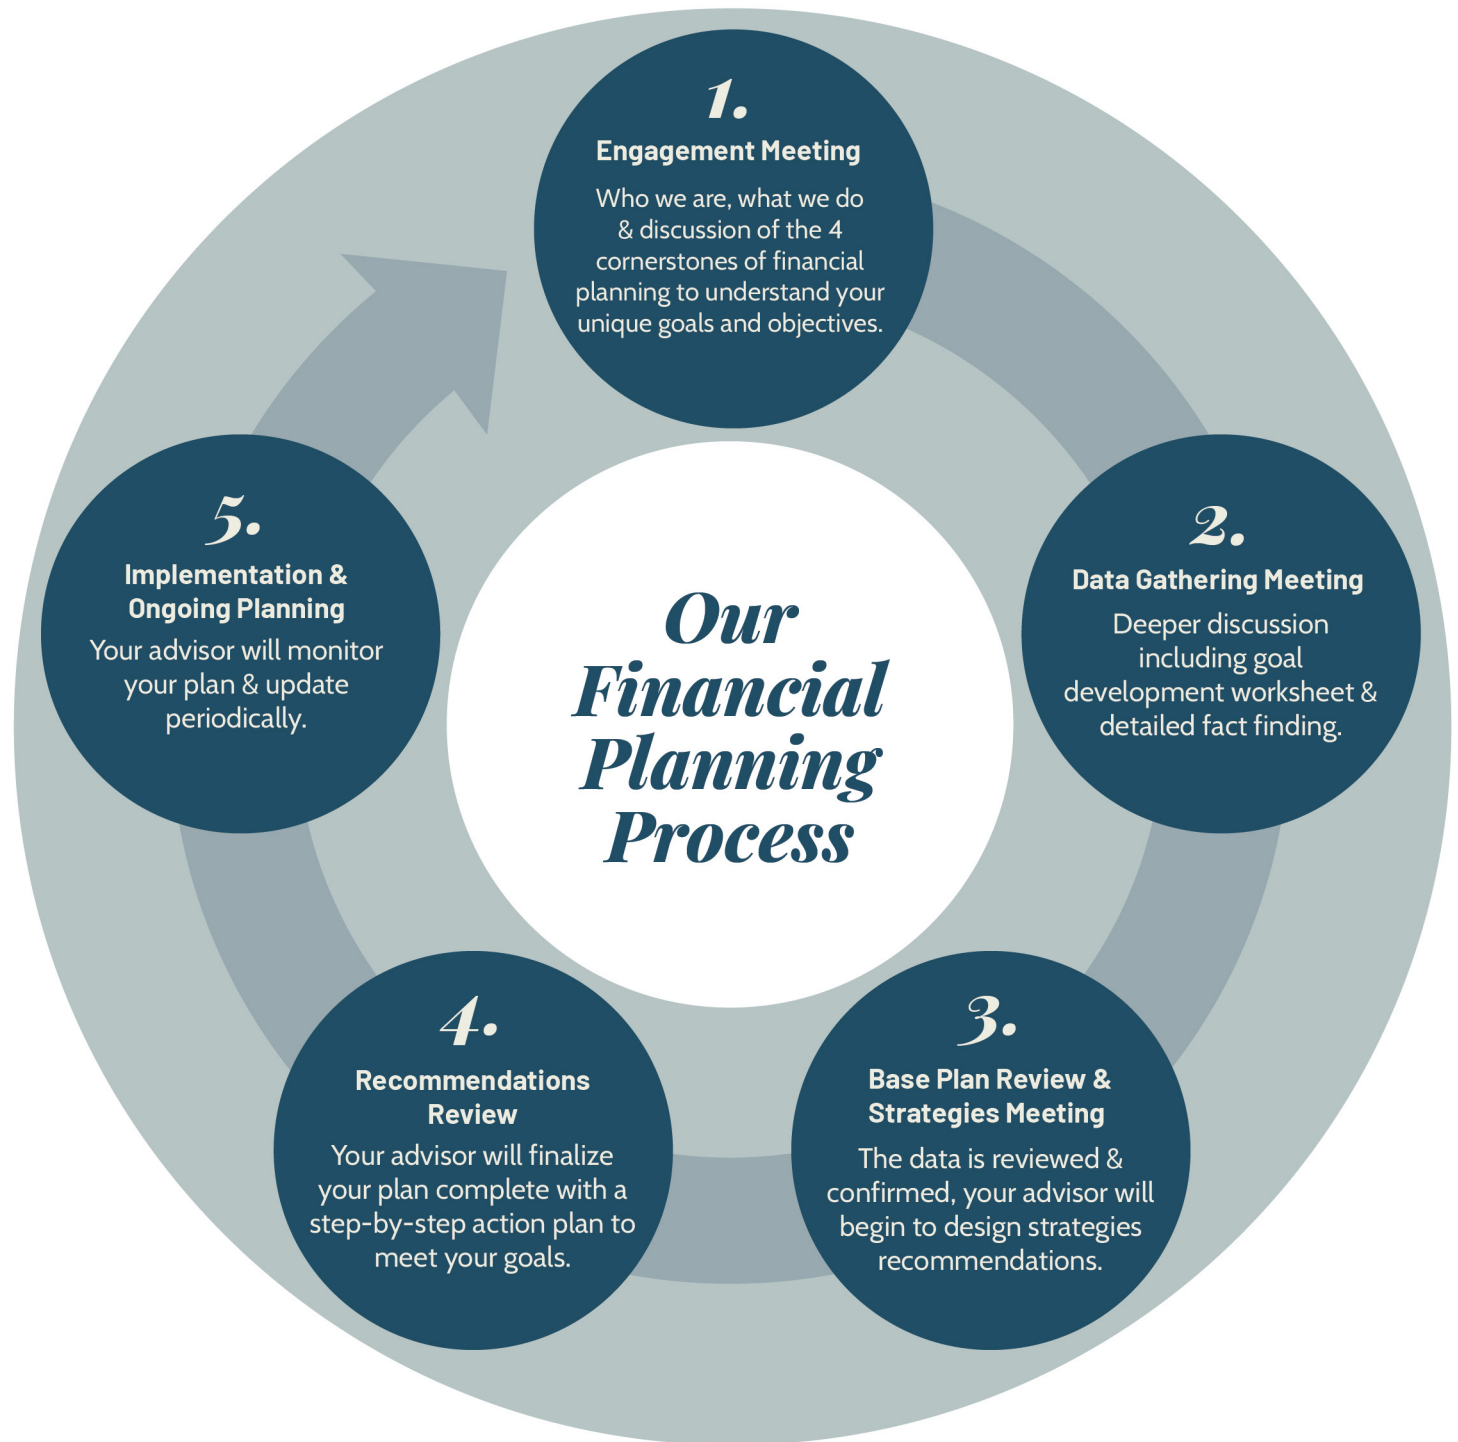 1.
Engagement Meeting
Who we are, what we do
& discussion of the 4
cornerstones of financial
planning to understand your
unique goals and objectives.
2.
Data Gathering Meeting
Deeper discussion
including goal
development worksheet &
detailed fact finding.
3.
Base Plan Review &
Strategies Meeting
The data is reviewed &
confirmed, your advisor will
begin to design strategies
recommendations.
4.
Recommendations
Review
Your advisor will finalize
your plan complete with a
step-by-step action plan to
meet your goals.
5.
Implementation &
Ongoing Planning
Your advisor will monitor
your plan & update
periodically.
Our
Financial
Planning
Process